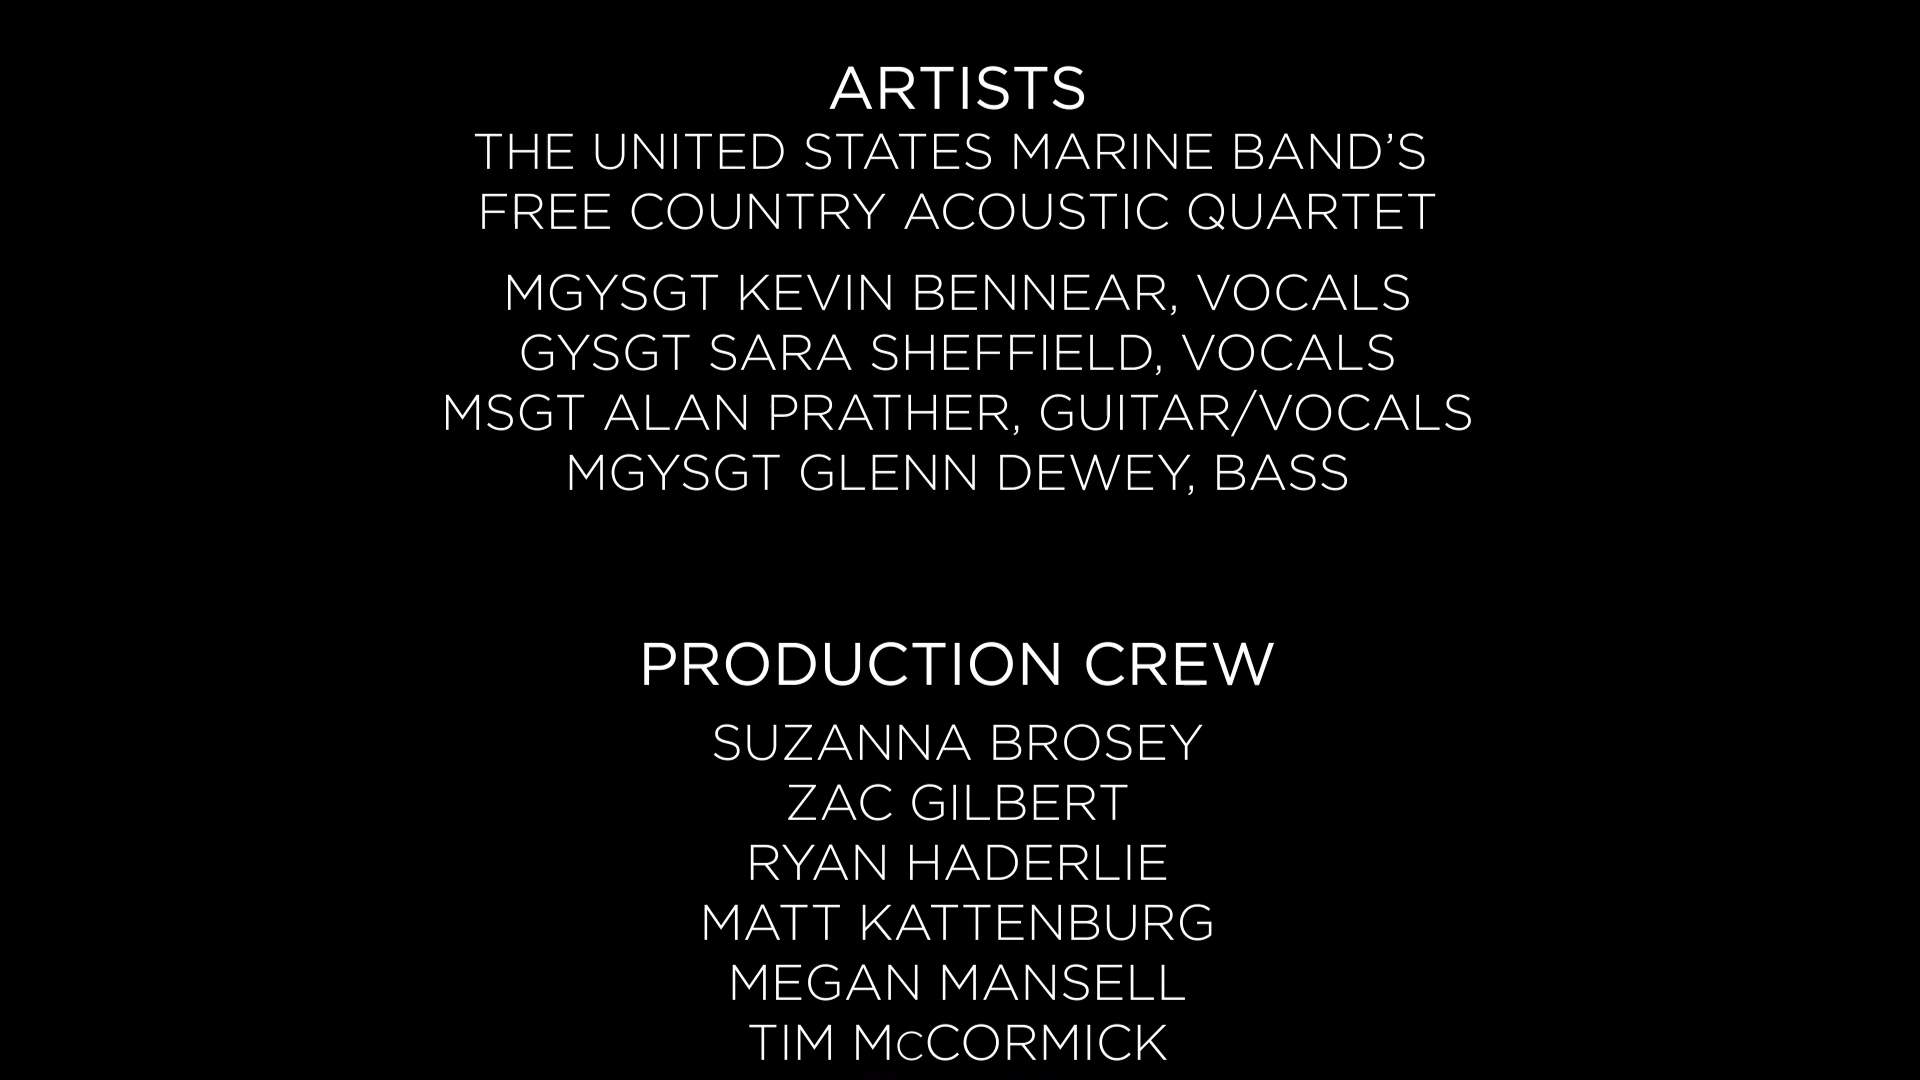 ARTISTS
THE UNITED STATES MARINE BAND’S
FREE COUNTRY ACOUSTIC QUARTET
MGYSGT KEVIN BENNEAR, VOCALS
GYSGT SARA SHEFFIELD, VOCALS
MSGT ALAN PRATHER, GUITAR/VOCALS
MGYSGT GLENN DEWEY, BASS
PRODUCTION CREW
SUZANNA BROSEY
ZAC GILBERT
RYAN HADERLIE
MATT KATTENBURG
MEGAN MANSELL
TIM McCORMICK